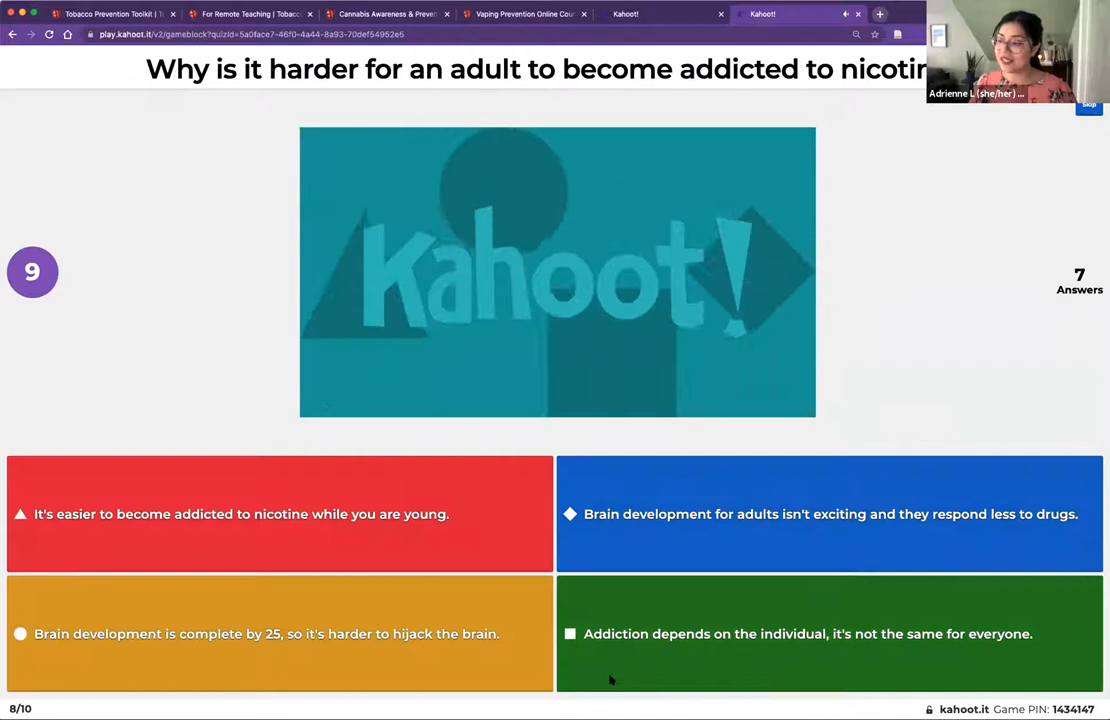 Tobacco Prevention Toolkit | T
For Remote Teaching | Tobacc
Cannabis Awareness & Preve
Vaping Prevention Online Cou
Kahoot!
Kahoot!
play.kahoot.it/v2/gameblock?quizid=5a0face7-46f0-4a44-8a93-70def54952e5
Why is it harder for an adult to become addicted to nicotin
Adrienne L (she/her) ...
Skip
Kahoot!
9
7
Answers
It's easier to become addicted to nicotine while you are young.
Brain development for adults isn't exciting and they respond less to drugs.
Brain development is complete by 25, so it's harder to hijack the brain.
Addiction depends on the individual, it's not the same for everyone.
8/10
kahoot.it Game PIN: 1434147